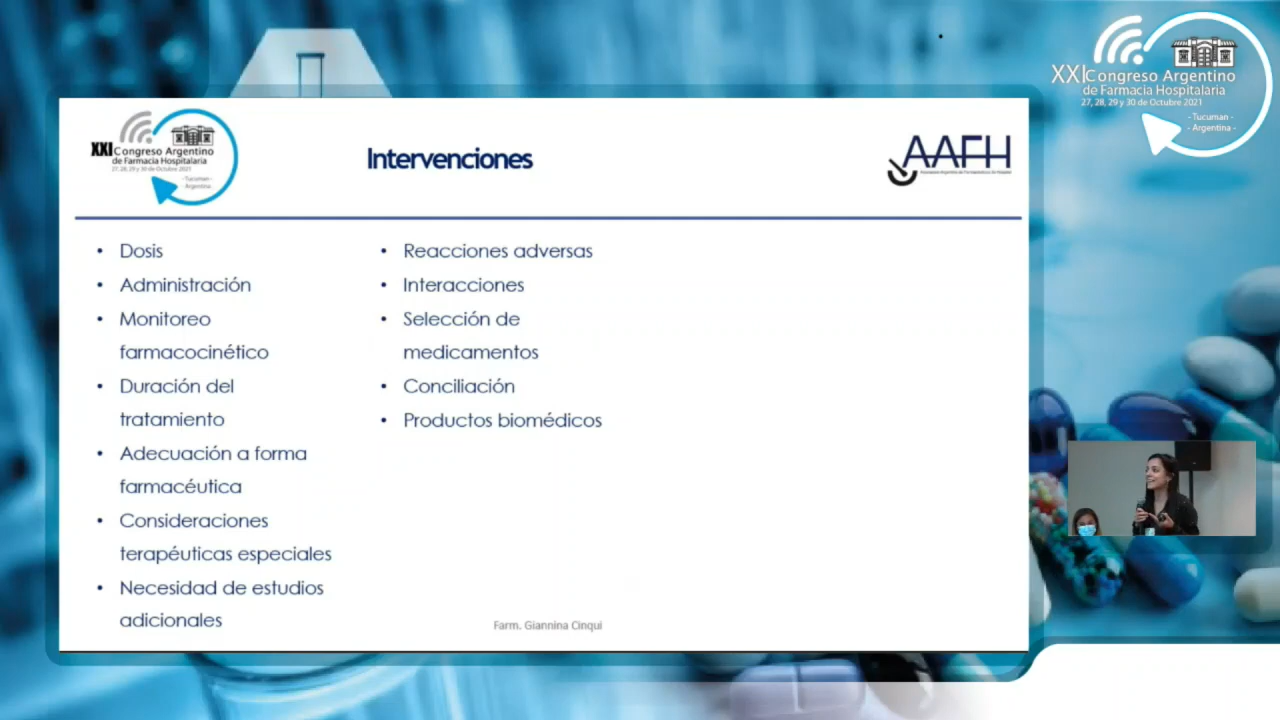 XXI Congreso Argentino
de Farmacia Hospitalaria
27, 28, 29 y 30 de Octubre 2021
- Tucuman -
- Argentina -
XXI Congreso Argentino
de Farmacia Hospitalaria
27, 28, 29 y 30 de Octubre 2021
- Tucuman -
Argentina
Intervenciones
AAFH
• Dosis
• Administración
• Monitoreo
farmacocinético
• Duración del
tratamiento
• Adecuación a forma
farmacéutica
• Consideraciones
terapéuticas especiales
• Necesidad de estudios
adicionales
• Reacciones adversas
• Interacciones
• Selección de
medicamentos
• Conciliación
• Productos biomédicos
Farm. Giannina Cinqui